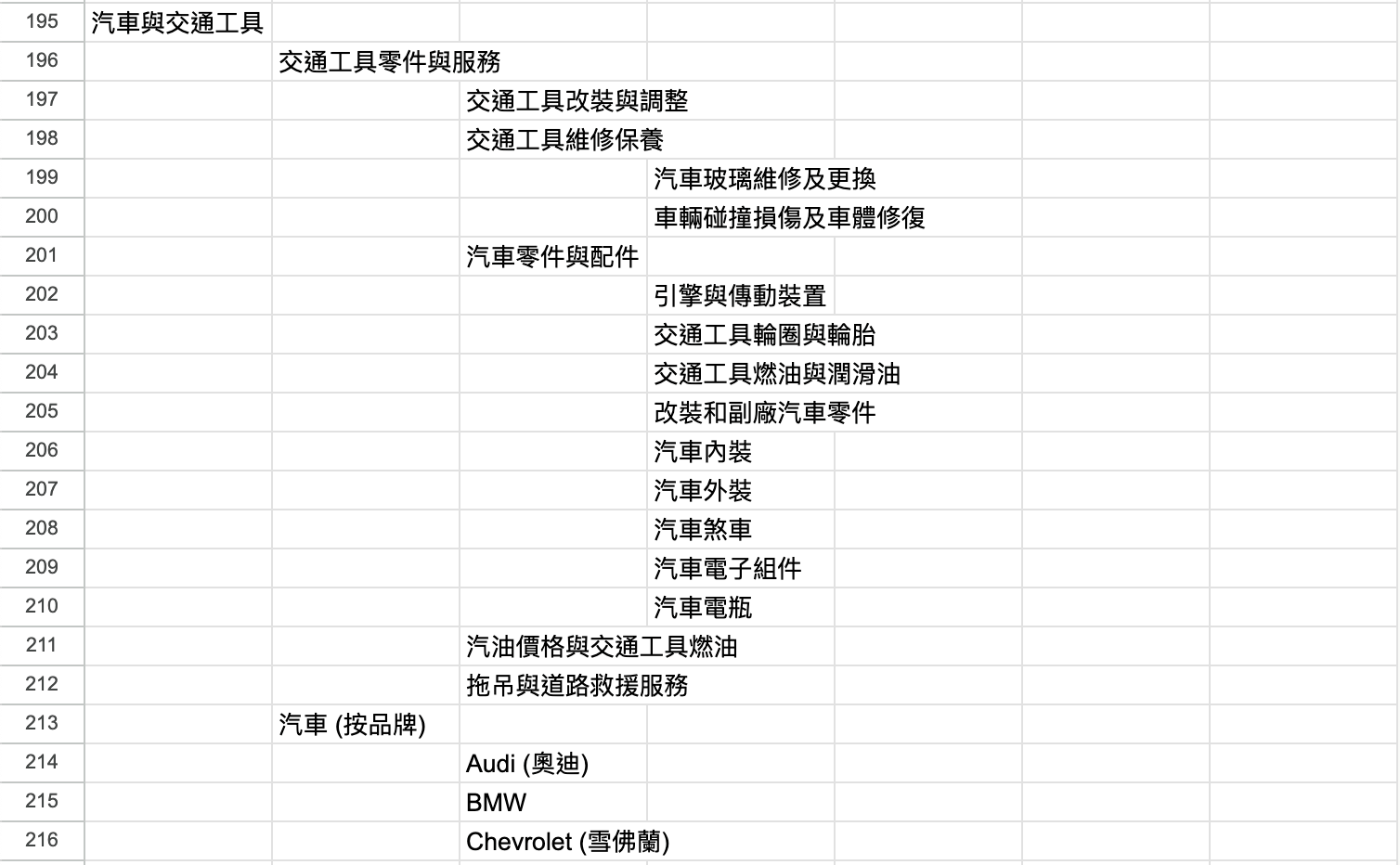 195 汽車與交通工具
196 交通工具零件與服務
197 交通工具改裝與調整
198 交通工具維修保養
199 汽車玻璃維修及更換
200 車輛碰撞損傷及車體修復
201 汽車零件與配件
202 引擎與傳動裝置
203 交通工具輪圈與輪胎
204 交通工具燃油與潤滑油
205 改裝和副廠汽車零件
206 汽車內裝
207 汽車外裝
208 汽車煞車
209 汽車電子組件
210 汽車電瓶
211 汽油價格與交通工具燃油
212 拖吊與道路救援服務
213 汽車 (按品牌)
214 Audi (奧迪)
215 BMW
216 Chevrolet (雪佛蘭)